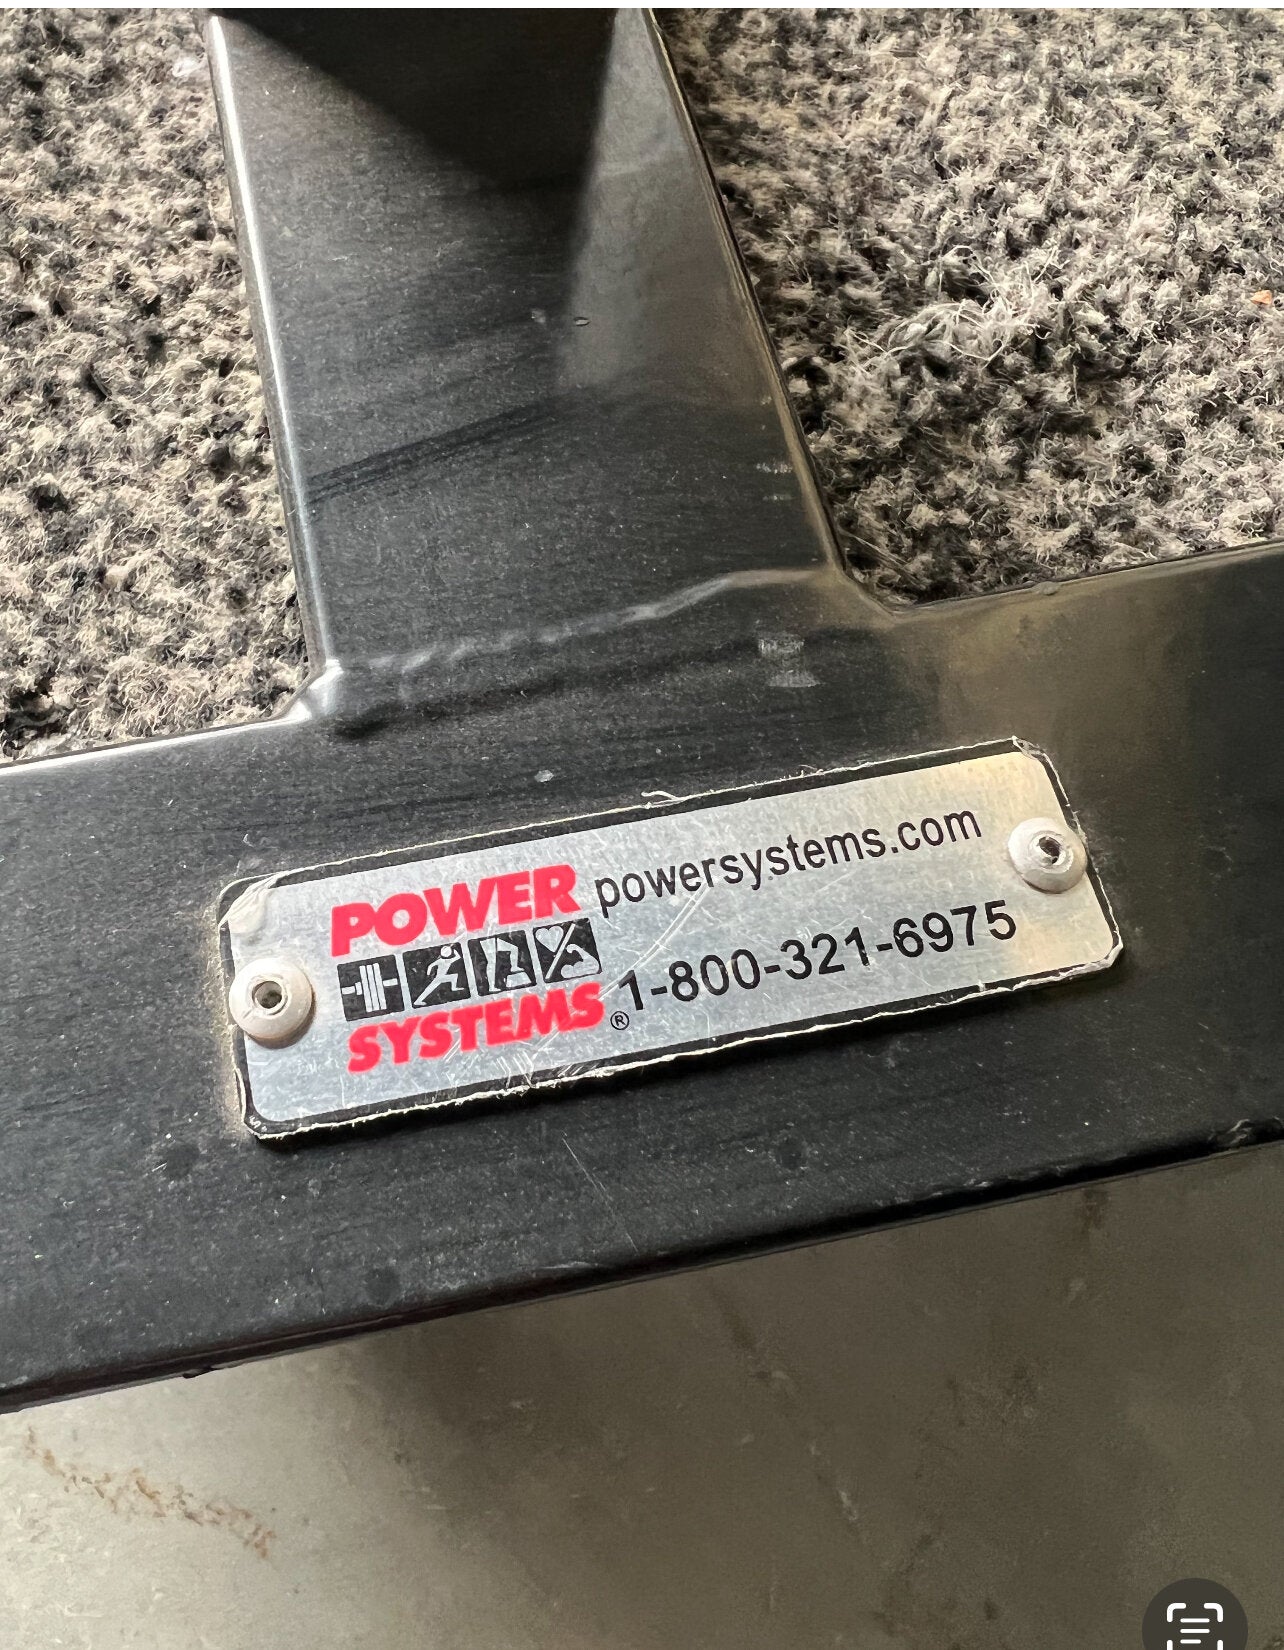 POWER
SYSTEMS®
powersystems.com
1-800-321-6975